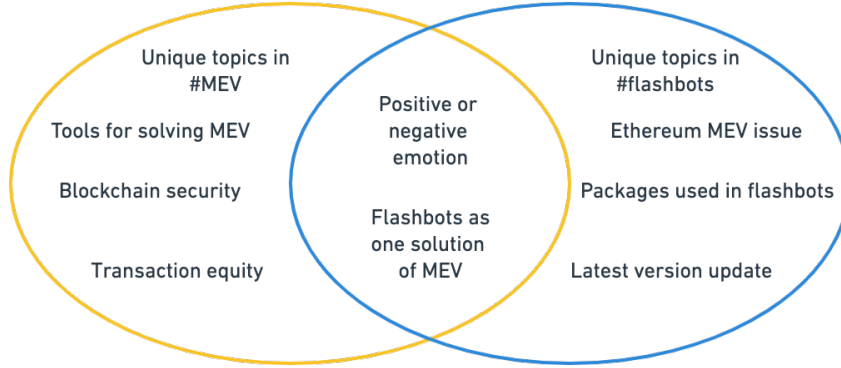 Unique topics in
#MEV
Tools for solving MEV
Blockchain security
Transaction equity
Positive or
negative
emotion
Flashbots as
one solution
of MEV
Unique topics in
#flashbots
Ethereum MEV issue
Packages used in flashbots
Latest version update